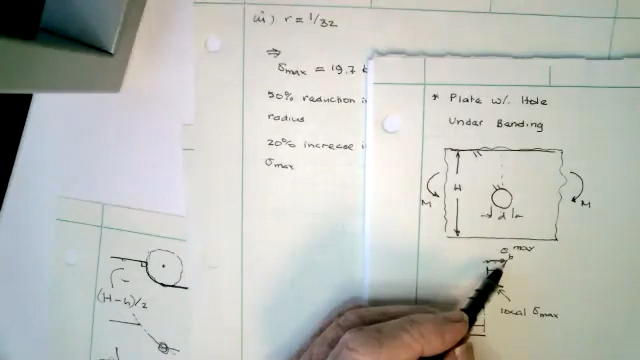 iii) r = 1/32
⇒
σmax = 19.7
50% reduction i
radius
20% increase i
σmax
* Plate w/. Hole
Under Bending
H
M
d
M
σ max
b
local σmax
(H-h)/2